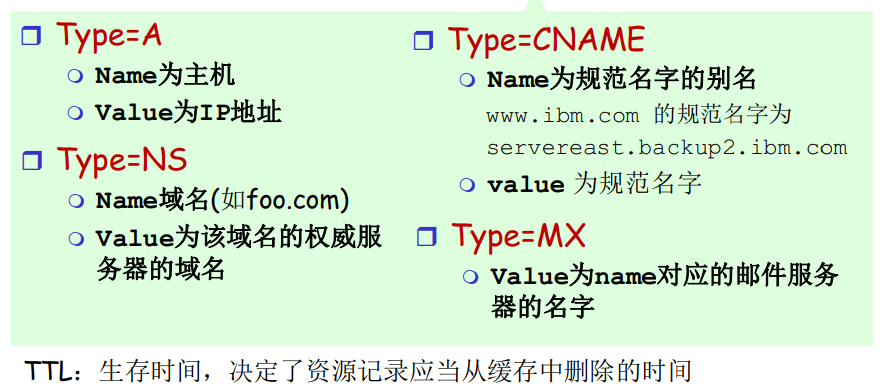 Type=A
Name为主机
Value为IP地址
Type=NS
Name域名(如foo.com)
Value为该域名的权威服
务器的域名
Type=CNAME
Name为规范名字的别名
www.ibm.com 的规范名字为
servereast.backup2.ibm.com
value 为规范名字
Type=MX
Value为name对应的邮件服务
器的名字
TTL：生存时间，决定了资源记录应当从缓存中删除的时间